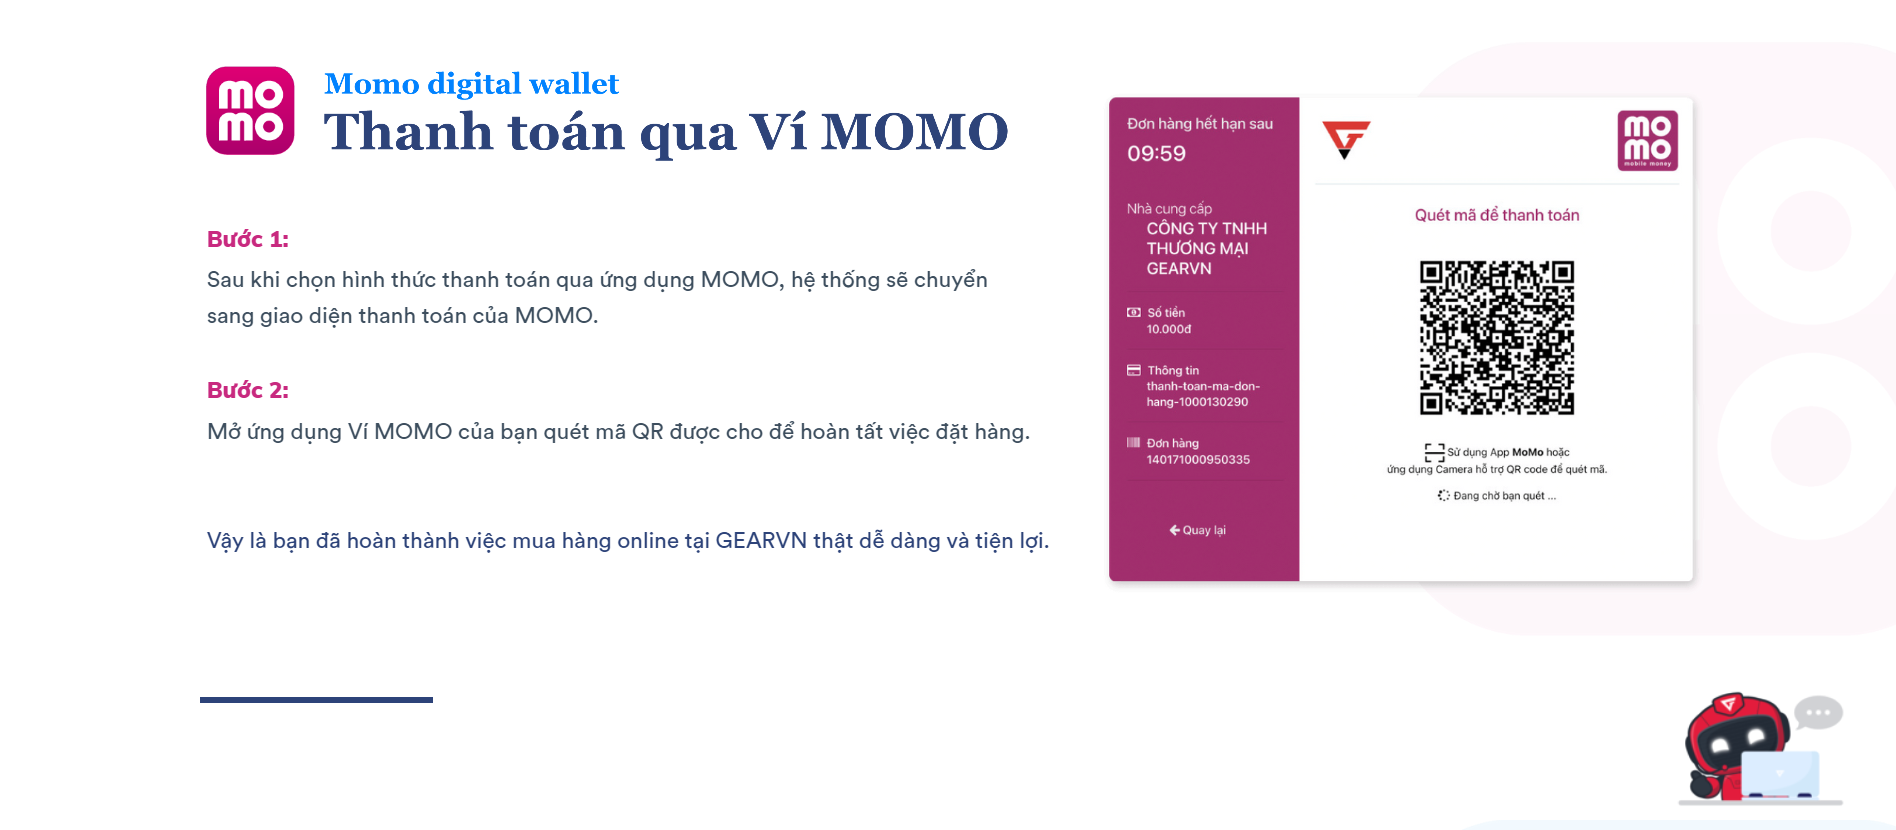 mo
mo
Momo digital wallet
Thanh toán qua Ví MOMO
Bước 1:
Sau khi chọn hình thức thanh toán qua ứng dụng MOMO, hệ thống sẽ chuyển
sang giao diện thanh toán của MOMO.
Bước 2:
Mở ứng dụng Ví MOMO của bạn quét mã QR được cho để hoàn tất việc đặt hàng.
Vậy là bạn đã hoàn thành việc mua hàng online tại GEARVN thật dễ dàng và tiện lợi.
Đơn hàng hết hạn sau
09:59
Nhà cung cấp
CÔNG TY TNHH
THƯƠNG MẠI
GEARVN
Số tiền
10.000đ
Thông tin
thanh-toan-ma-don-
hang-1000130290
Đơn hàng
140171000950335
Quay lại
mo
mo
mobile money
Quét mã để thanh toán
Sử dụng App MoMo hoặc
ứng dụng Camera hỗ trợ QR code để quét mã.
Đang chờ bạn quét ...